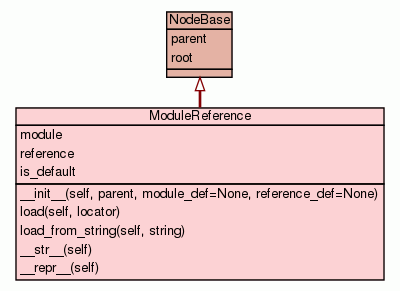 NodeBase
parent
root
ModuleReference
module
reference
is_default
__init__(self, parent, module_def=None, reference_def=None)
load(self, locator)
load_from_string(self, string)
__str__(self)
__repr__(self)